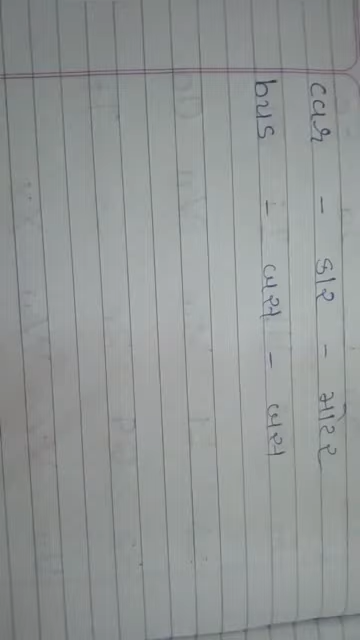 car - કાર - મોટર
bus - બસ - બસ